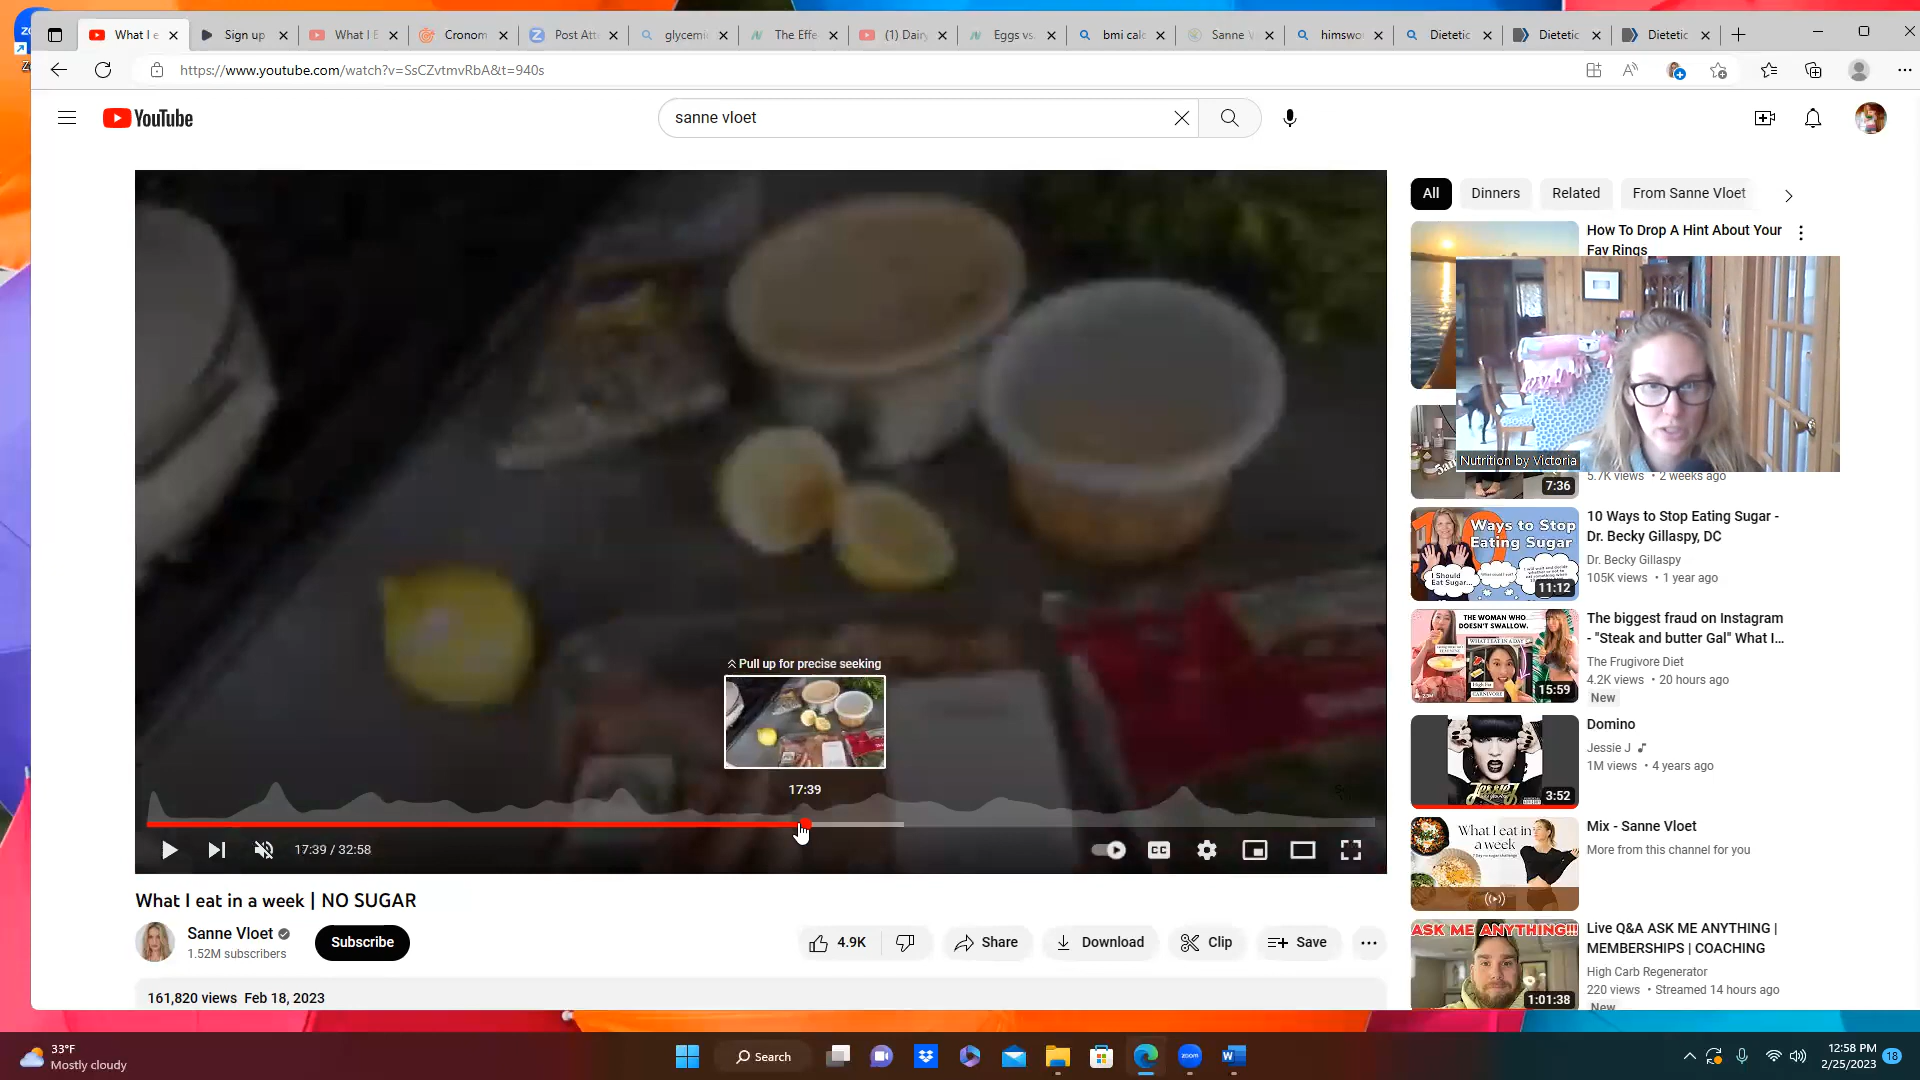 What I e
Sign up
What I E
Cronom
Post Att
glycemi
The Effe
(1) Dairy
Eggs vs.
bmi calc
Sanne V
himswo
Dietetic
Dietetic
Dietetic
https://www.youtube.com/watch?v=SsCZvtmvRbA&t=940s
YouTube
sanne vloet
All
Dinners
Related
From Sanne Vloet
How To Drop A Hint About Your
Fav Rings
Nutrition by Victoria
5am
7:36
5.7K views • 2 weeks ago
10 Ways to Stop Eating Sugar
11:12
10 Ways to Stop Eating Sugar -
Dr. Becky Gillaspy, DC
Dr. Becky Gillaspy
105K views • 1 year ago
THE WOMAN WHO
DOESN'T SWALLOW.
CARNIVORE
15:59
The biggest fraud on Instagram
- "Steak and butter Gal" What I...
The Frugivore Diet
4.2K views • 20 hours ago
New
3:52
Domino
Jessie J
1M views • 4 years ago
What I eat in
a week
Mix - Sanne Vloet
More from this channel for you
ASK ME ANYTHING!!!
1:01:38
Live Q&A ASK ME ANYTHING |
MEMBERSHIPS | COACHING
High Carb Regenerator
220 views • Streamed 14 hours ago
New
Pull up for precise seeking
17:39
17:39 / 32:58
CC
What I eat in a week | NO SUGAR
Sanne Vloet
1.52M subscribers
Subscribe
4.9K
Share
Download
Clip
Save
161,820 views Feb 18, 2023
33°F
Mostly cloudy
Search
zoom
12:58 PM
2/25/2023
18